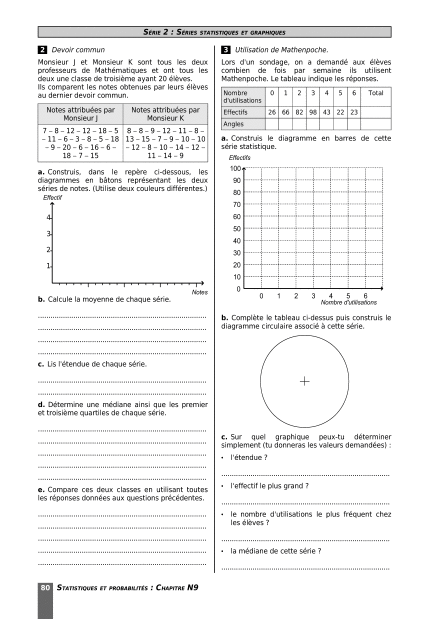 SÉRIE 2 : SÉRIES STATISTIQUES ET GRAPHIQUES
2 Devoir commun
Monsieur J et Monsieur K sont tous les deux
professeurs de Mathématiques et ont tous les
deux une classe de troisième ayant 20 élèves.
Ils comparent les notes obtenues par leurs élèves
au dernier devoir commun.
Notes attribuées par
Monsieur J
Notes attribuées par
Monsieur K
7 – 8 – 12 – 12 – 18 – 5
– 11 – 6 – 3 – 8 – 5 – 18
– 9 – 20 – 6 – 16 – 6 –
18 – 7 – 15
8 – 8 – 9 – 12 – 11 – 8 –
13 – 15 – 7 – 9 – 10 – 10
– 12 – 8 – 10 – 14 – 12 –
11 – 14 – 9
a. Construis, dans le repère ci-dessous, les
diagrammes en bâtons représentant les deux
séries de notes. (Utilise deux couleurs différentes.)
Effectif
4
3
2
1
Notes
b. Calcule la moyenne de chaque série.
c. Lis l'étendue de chaque série.
d. Détermine une médiane ainsi que les premier
et troisième quartiles de chaque série.
e. Compare ces deux classes en utilisant toutes
les réponses données aux questions précédentes.
3 Utilisation de Mathenpoche.
Lors d'un sondage, on a demandé aux élèves
combien de fois par semaine ils utilisent
Mathenpoche. Le tableau indique les réponses.
Nombre
d'utilisations
0 1 2 3 4 5 6 Total
Effectifs 26 66 82 98 43 22 23
Angles
a. Construis le diagramme en barres de cette
série statistique.
Effectifs
100
90
80
70
60
50
40
30
20
10
0
0 1 2 3 4 5 6
Nombre d'utilisations
b. Complète le tableau ci-dessus puis construis le
diagramme circulaire associé à cette série.
c. Sur quel graphique peux-tu déterminer
simplement (tu donneras les valeurs demandées) :
• l'étendue ?
• l'effectif le plus grand ?
• le nombre d'utilisations le plus fréquent chez
les élèves ?
• la médiane de cette série ?
80 STATISTIQUES ET PROBABILITÉS : CHAPITRE N9